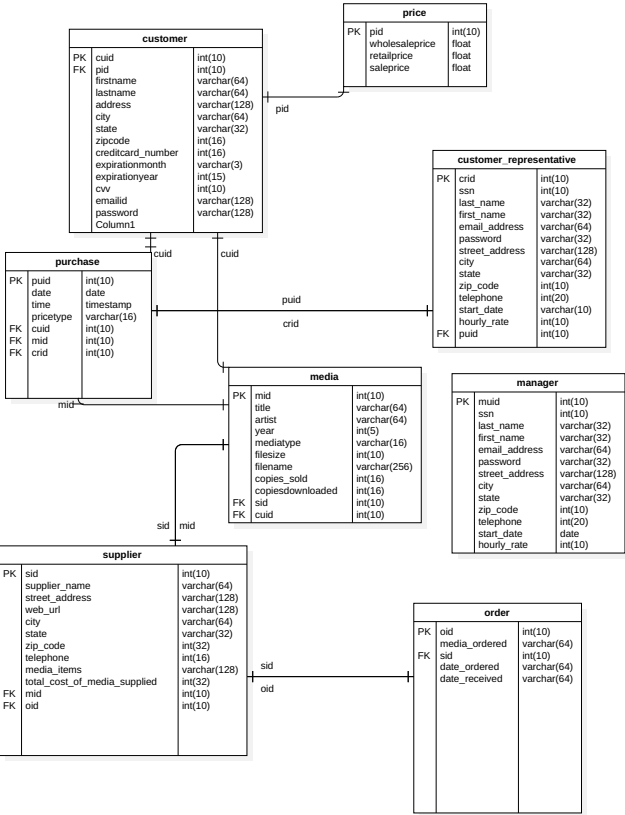 price
PK pid int(10)
wholesaleprice float
retailprice float
saleprice float
customer
PK cuid int(10)
FK pid int(10)
firstname varchar(64)
lastname varchar(64)
address varchar(128)
city varchar(64)
state varchar(32)
zipcode int(16)
creditcard_number int(16)
expirationmonth varchar(3)
expirationyear int(15)
cvv int(10)
emailid varchar(128)
password varchar(128)
Column1
pid
customer_representative
PK crid int(10)
ssn int(10)
last_name varchar(32)
first_name varchar(32)
email_address varchar(64)
password varchar(32)
street_address varchar(128)
city varchar(64)
state varchar(32)
zip_code int(10)
telephone int(20)
start_date varchar(10)
hourly_rate int(10)
FK puid int(10)
cuid
cuid
purchase
PK puid int(10)
date date
time timestamp
pricetype varchar(16)
FK cuid int(10)
FK mid int(10)
FK crid int(10)
puid
crid
mid
media
PK mid int(10)
title varchar(64)
artist varchar(64)
year int(5)
mediatype varchar(16)
filesize int(10)
filename varchar(256)
copies_sold int(16)
copiesdownloaded int(16)
FK sid int(10)
FK cuid int(10)
manager
PK muid int(10)
ssn int(10)
last_name varchar(32)
first_name varchar(32)
email_address varchar(64)
password varchar(32)
street_address varchar(128)
city varchar(64)
state varchar(32)
zip_code int(10)
telephone int(20)
start_date date
hourly_rate int(10)
sid mid
supplier
PK sid int(10)
supplier_name varchar(64)
street_address varchar(128)
web_url varchar(128)
city varchar(64)
state varchar(32)
zip_code int(32)
telephone int(16)
media_items varchar(128)
total_cost_of_media_supplied int(32)
FK mid int(10)
FK oid int(10)
sid
oid
order
PK oid int(10)
media_ordered varchar(64)
FK sid int(10)
date_ordered varchar(64)
date_received varchar(64)